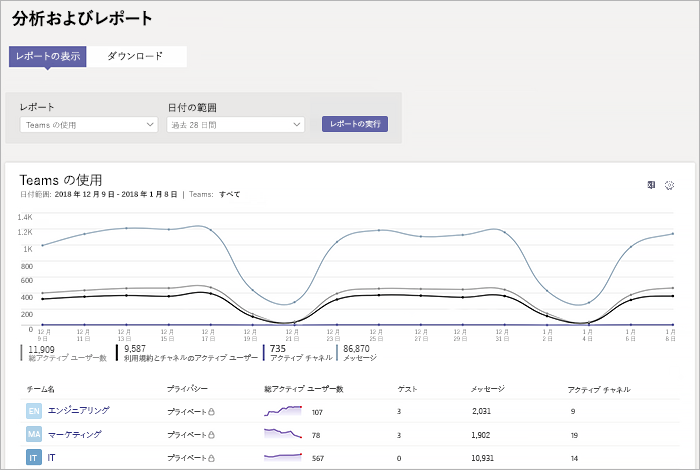 分析およびレポート
レポートの表示 ダウンロード
レポート 日付の範囲
Teams の使用 過去 28 日間 レポートの実行
Teams の使用
日付範囲: 2018 年 12 月 9 日 - 2018 年 1 月 8 日 | Teams: すべて
1.4K
1.2K
1K
800
600
400
200
0
12 月 12 月 12 月 12 月 12 月 12 月 12 月 12 月 12 月 12 月 12 月 12 月 1 月 1 月 1 月 1 月
9 日 11 日 13 日 15 日 17 日 19 日 21 日 23 日 25 日 27 日 29 日 31 日 2 日 4 日 6 日 8 日
11,909 9,587 735 86,870
総アクティブ ユーザー数 利用規約とチャネルのアクティブ ユーザー アクティブ チャネル メッセージ
チーム名 プライバシー 総アクティブ ユーザー数 ゲスト メッセージ アクティブ チャネル
EN エンジニアリング プライベート 107 3 2,031 9
MA マーケティング プライベート 78 3 1,902 19
IT IT プライベート 567 0 10,931 14